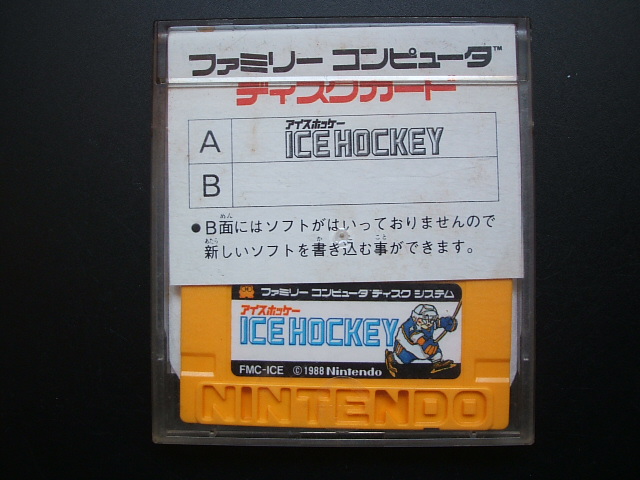 ファミリー コンピュータ™
ディスクカード
A
アイスホッケー
ICE HOCKEY
B
●B面にはソフトがはいっておりませんので
新しいソフトを書き込む事ができます。
ファミリー コンピュータ ディスク システム
アイスホッケー
ICE HOCKEY
FMC-ICE ©1988 Nintendo
NINTENDO